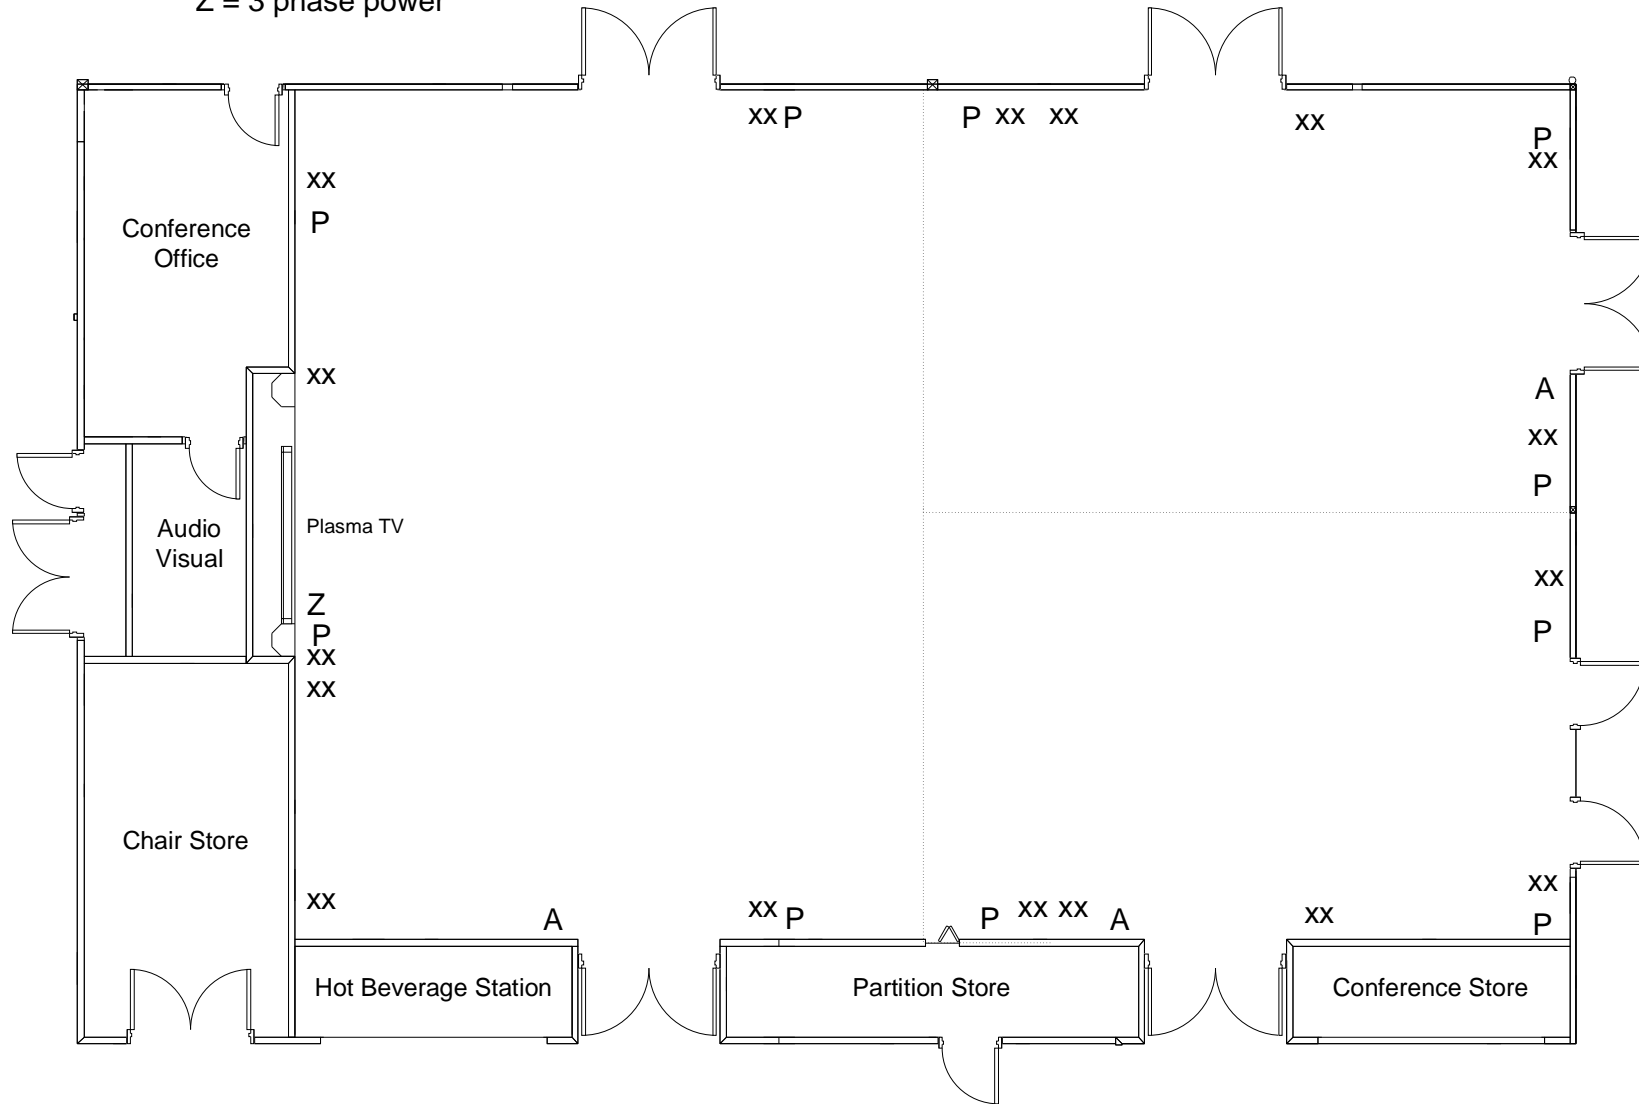 Z = 3 phase power
xx P
P xx xx
xx
P
xx
xx
P
Conference
Office
xx
A
xx
P
Plasma TV
Audio
Visual
xx
Z
P
P
xx
xx
Chair Store
xx
xx
A
xx P
P xx xx A
xx
P
Hot Beverage Station
Partition Store
Conference Store